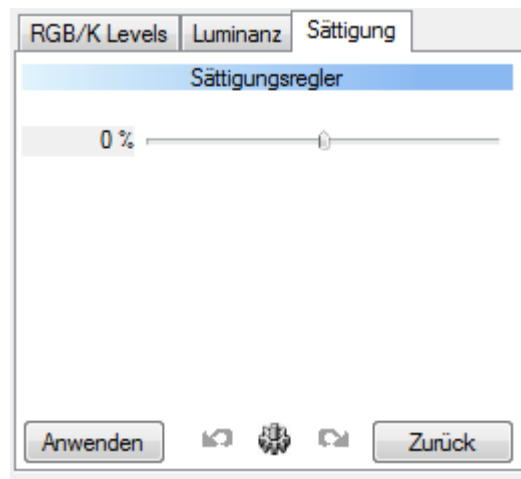 RGB/K Levels Luminanz Sättigung
Sättigungsregler
0 %
Anwenden Zurück